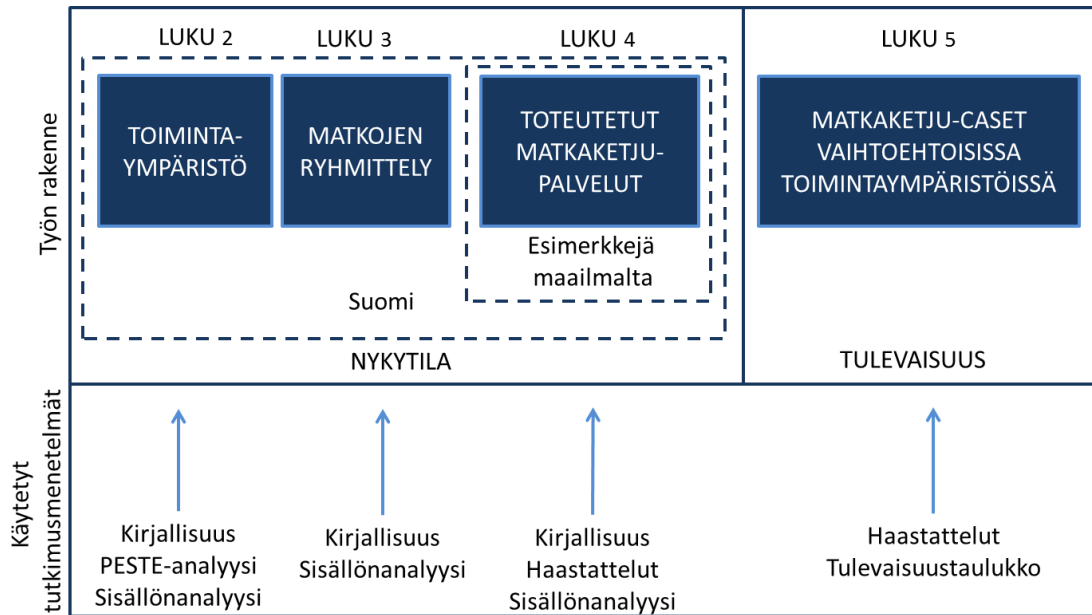 Työn rakenne
LUKU 2
TOIMINTA-
YMPÄRISTÖ
LUKU 3
MATKOJEN
RYHMITTELY
LUKU 4
TOTEUTETUT
MATKAKETJU-
PALVELUT
Esimerkkejä
maailmalta
Suomi
NYKYTILA
LUKU 5
MATKAKETJU-CASET
VAIHTOEHTOISISSA
TOIMINTAYMPÄRISTÖISSÄ
TULEVAISUUS
Käytetyt
tutkimusmenetelmät
Kirjallisuus
PESTE-analyysi
Sisällönanalyysi
Kirjallisuus
Sisällönanalyysi
Kirjallisuus
Haastattelut
Sisällönanalyysi
Haastattelut
Tulevaisuustaulukko